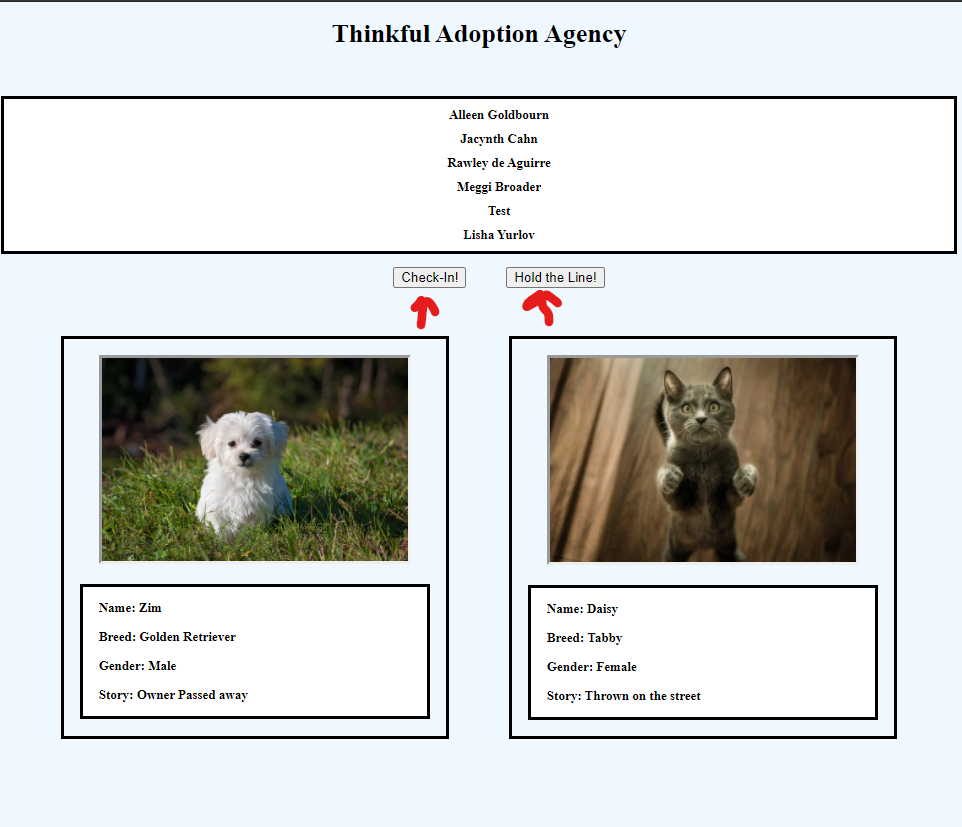 Thinkful Adoption Agency
Alleen Goldbourn
Jacynth Cahn
Rawley de Aguirre
Meggi Broader
Test
Lisha Yurlov
Check-In!
Hold the Line!
Name: Zim
Breed: Golden Retriever
Gender: Male
Story: Owner Passed away
Name: Daisy
Breed: Tabby
Gender: Female
Story: Thrown on the street